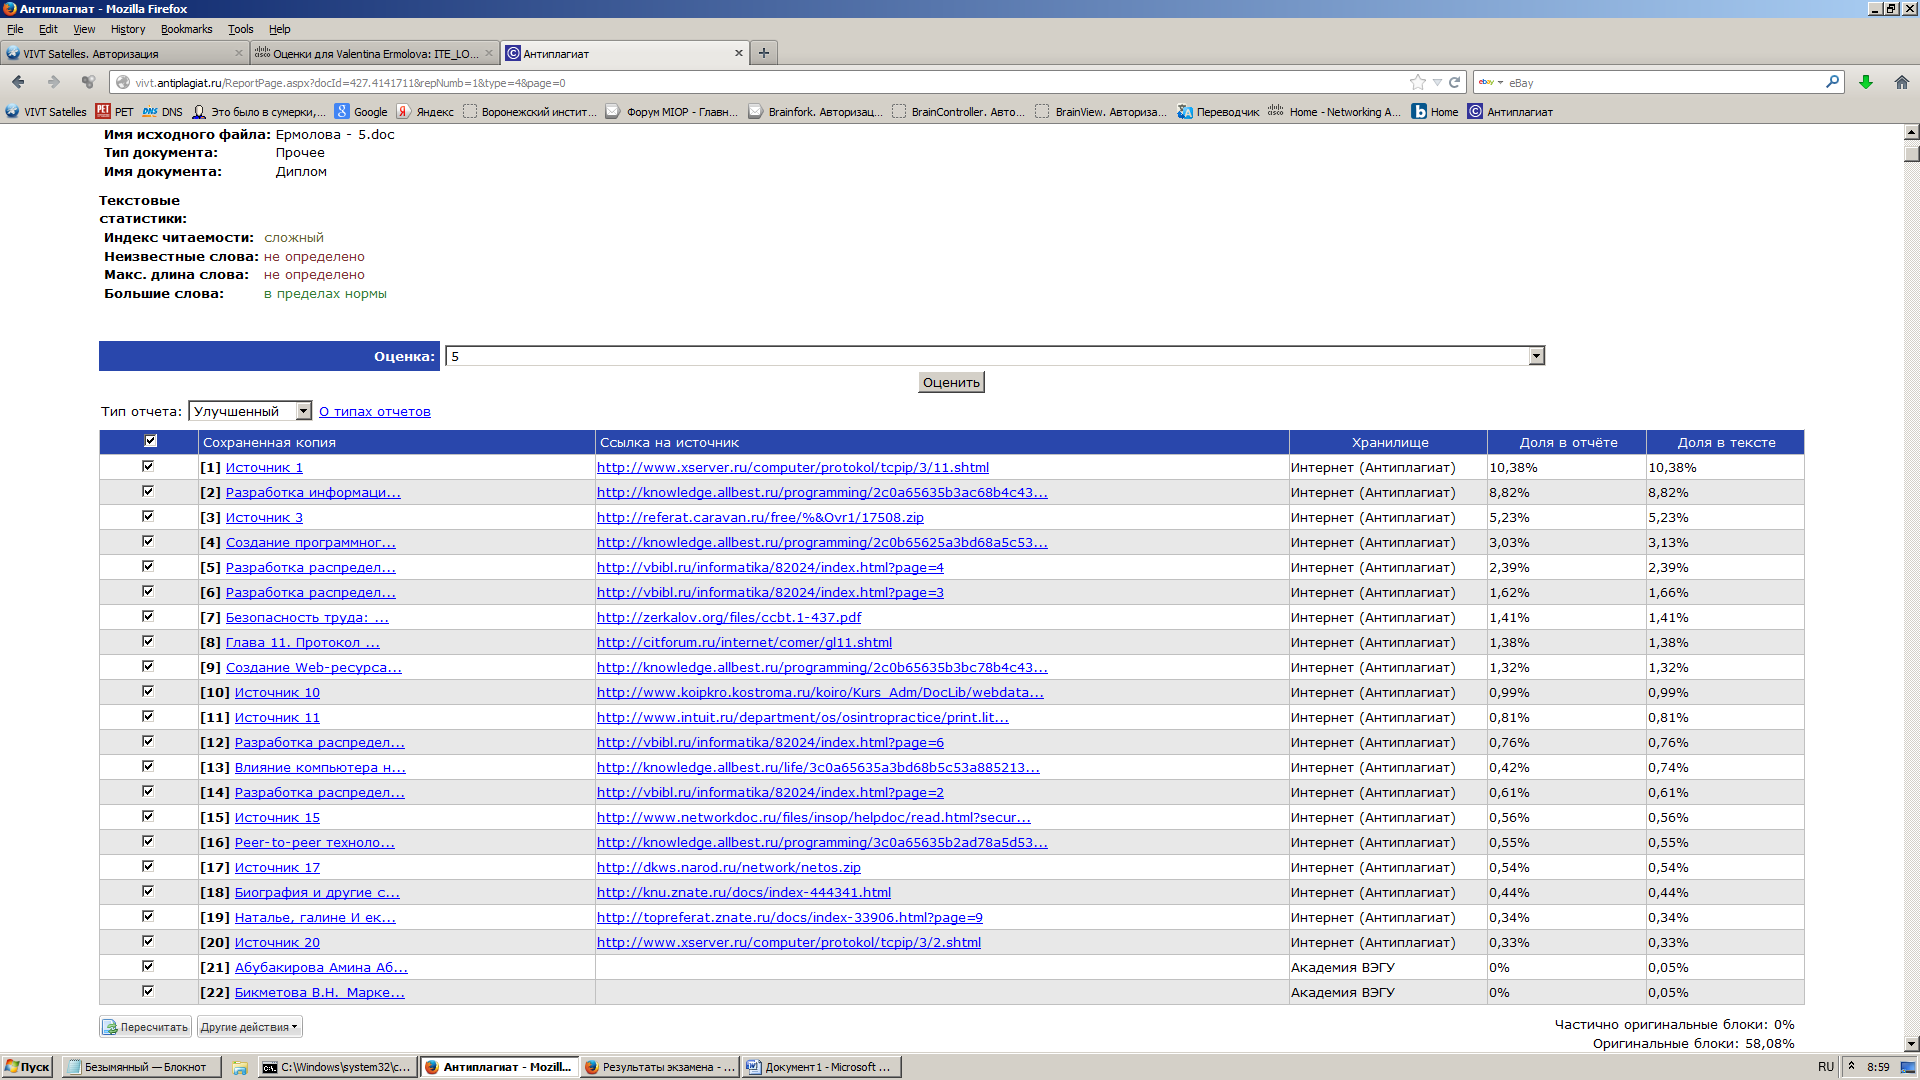 Антиплагиат - Mozilla Firefox
File Edit View History Bookmarks Tools Help
VIVT Satelles. Авторизация
Оценки для Valentina Ermolova: ITE_LO...
Антиплагиат
vivt.antiplagiat.ru/ReportPage.aspx?docId=427.4141711&repNumb=1&type=4&page=0
eBay
VIVT Satelles PET DNS Это было в сумерки,... Google Яндекс Воронежский инстит... Форум МІОР - Главн... Brainfork. Авторизац... BrainController. Авто... BrainView. Авториза... Переводчик Home - Networking A... Home Антиплагиат
Имя исходного файла: Ермолова - 5.doc
Тип документа: Прочее
Имя документа: Диплом
Текстовые
статистики:
Индекс читаемости: сложный
Неизвестные слова: не определено
Макс. длина слова: не определено
Большие слова: в пределах нормы
Оценка: 5
Оценить
Тип отчета: Улучшенный О типах отчетов
Сохраненная копия Ссылка на источник Хранилище Доля в отчёте Доля в тексте
[1] Источник 1 http://www.xserver.ru/computer/protokol/tcpip/3/11.shtml Интернет (Антиплагиат) 10,38% 10,38%
[2] Разработка информаци... http://knowledge.allbest.ru/programming/2c0a65635b3ac68b4c43... Интернет (Антиплагиат) 8,82% 8,82%
[3] Источник 3 http://referat.caravan.ru/free/%&Ovr1/17508.zip Интернет (Антиплагиат) 5,23% 5,23%
[4] Создание программног... http://knowledge.allbest.ru/programming/2c0b65625a3bd68a5c53... Интернет (Антиплагиат) 3,03% 3,13%
[5] Разработка распредел... http://vbibl.ru/informatika/82024/index.html?page=4 Интернет (Антиплагиат) 2,39% 2,39%
[6] Разработка распредел... http://vbibl.ru/informatika/82024/index.html?page=3 Интернет (Антиплагиат) 1,62% 1,66%
[7] Безопасность труда: ... http://zerkalov.org/files/ccbt.1-437.pdf Интернет (Антиплагиат) 1,41% 1,41%
[8] Глава 11. Протокол ... http://citforum.ru/internet/comer/gl11.shtml Интернет (Антиплагиат) 1,38% 1,38%
[9] Создание Web-ресурса... http://knowledge.allbest.ru/programming/2c0b65635b3bc78b4c43... Интернет (Антиплагиат) 1,32% 1,32%
[10] Источник 10 http://www.koipkro.kostroma.ru/koiro/Kurs_Adm/DocLib/webdata... Интернет (Антиплагиат) 0,99% 0,99%
[11] Источник 11 http://www.intuit.ru/department/os/osintropractice/print.lit... Интернет (Антиплагиат) 0,81% 0,81%
[12] Разработка распредел... http://vbibl.ru/informatika/82024/index.html?page=6 Интернет (Антиплагиат) 0,76% 0,76%
[13] Влияние компьютера н... http://knowledge.allbest.ru/life/3c0a65635a3bd68b5c53a885213... Интернет (Антиплагиат) 0,42% 0,74%
[14] Разработка распредел... http://vbibl.ru/informatika/82024/index.html?page=2 Интернет (Антиплагиат) 0,61% 0,61%
[15] Источник 15 http://www.networkdoc.ru/files/insop/helpdoc/read.html?secur... Интернет (Антиплагиат) 0,56% 0,56%
[16] Peer-to-peer техноло... http://knowledge.allbest.ru/programming/3c0a65635b2ad78a5d53... Интернет (Антиплагиат) 0,55% 0,55%
[17] Источник 17 http://dkws.narod.ru/network/netos.zip Интернет (Антиплагиат) 0,54% 0,54%
[18] Биография и другие с... http://knu.znate.ru/docs/index-444341.html Интернет (Антиплагиат) 0,44% 0,44%
[19] Наталье, галине И ек... http://topreferat.znate.ru/docs/index-33906.html?page=9 Интернет (Антиплагиат) 0,34% 0,34%
[20] Источник 20 http://www.xserver.ru/computer/protokol/tcpip/3/2.shtml Интернет (Антиплагиат) 0,33% 0,33%
[21] Абубакирова Амина Аб... Академия ВЭГУ 0% 0,05%
[22] Бикметова В.Н._Марке... Академия ВЭГУ 0% 0,05%
Пересчитать Другие действия
Частично оригинальные блоки: 0%
Оригинальные блоки: 58,08%
Пуск Безымянный — Блокнот C:\Windows\system32\c... Антиплагиат - Mozill... Результаты экзамена - ... Документ1 - Microsoft ... RU 8:59